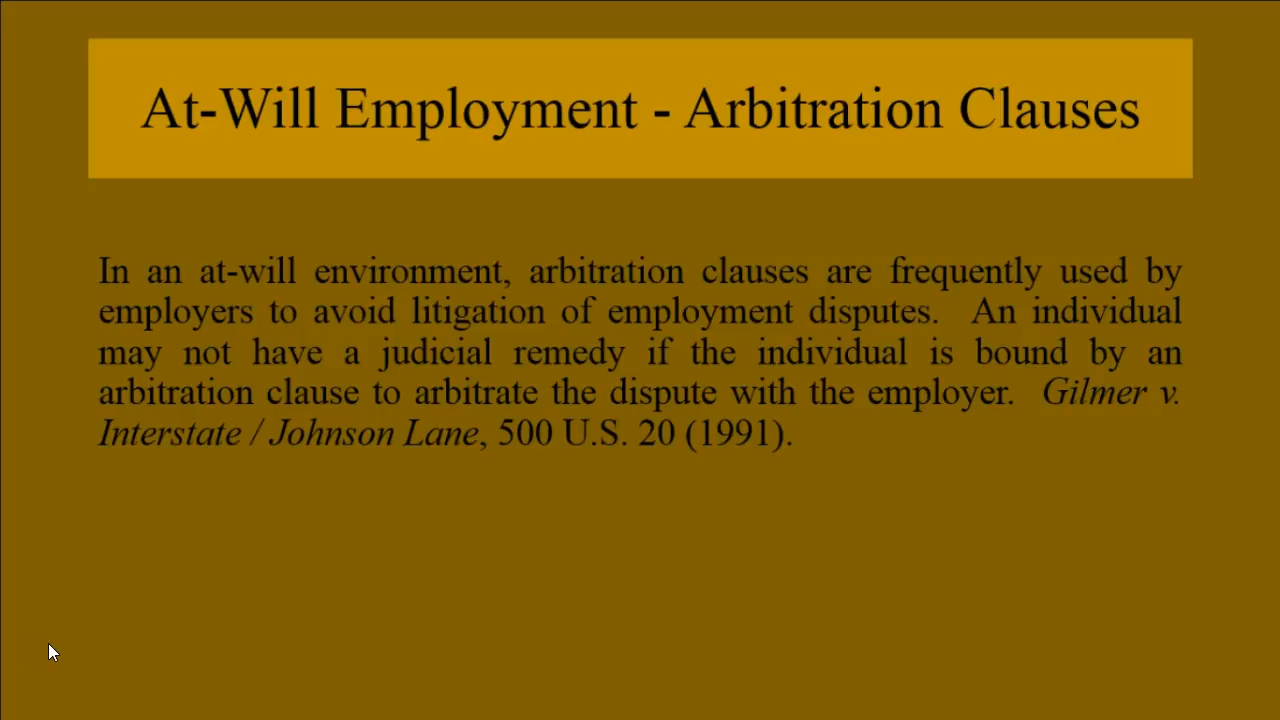 At-Will Employment - Arbitration Clauses
In an at-will environment, arbitration clauses are frequently used by
employers to avoid litigation of employment disputes.  An individual
may not have a judicial remedy if the individual is bound by an
arbitration clause to arbitrate the dispute with the employer.  Gilmer v.
Interstate / Johnson Lane, 500 U.S. 20 (1991).